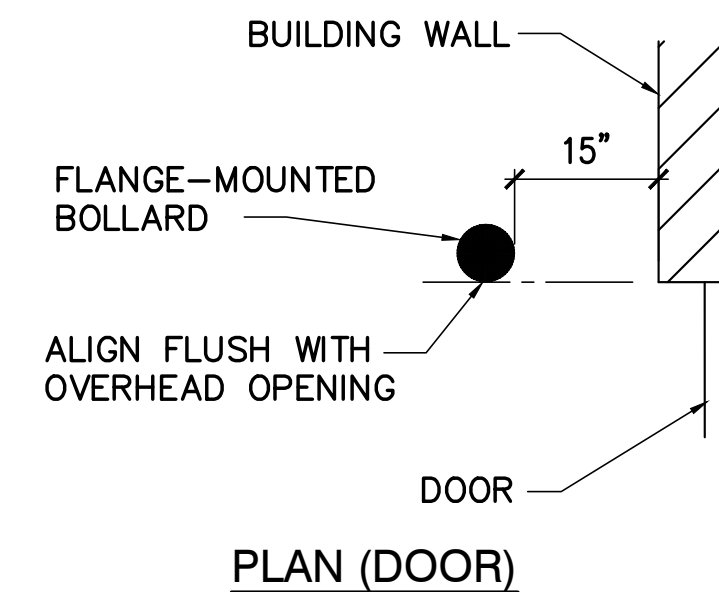 BUILDING WALL
15”
FLANGE–MOUNTED
BOLLARD
ALIGN FLUSH WITH
OVERHEAD OPENING
DOOR
PLAN (DOOR)